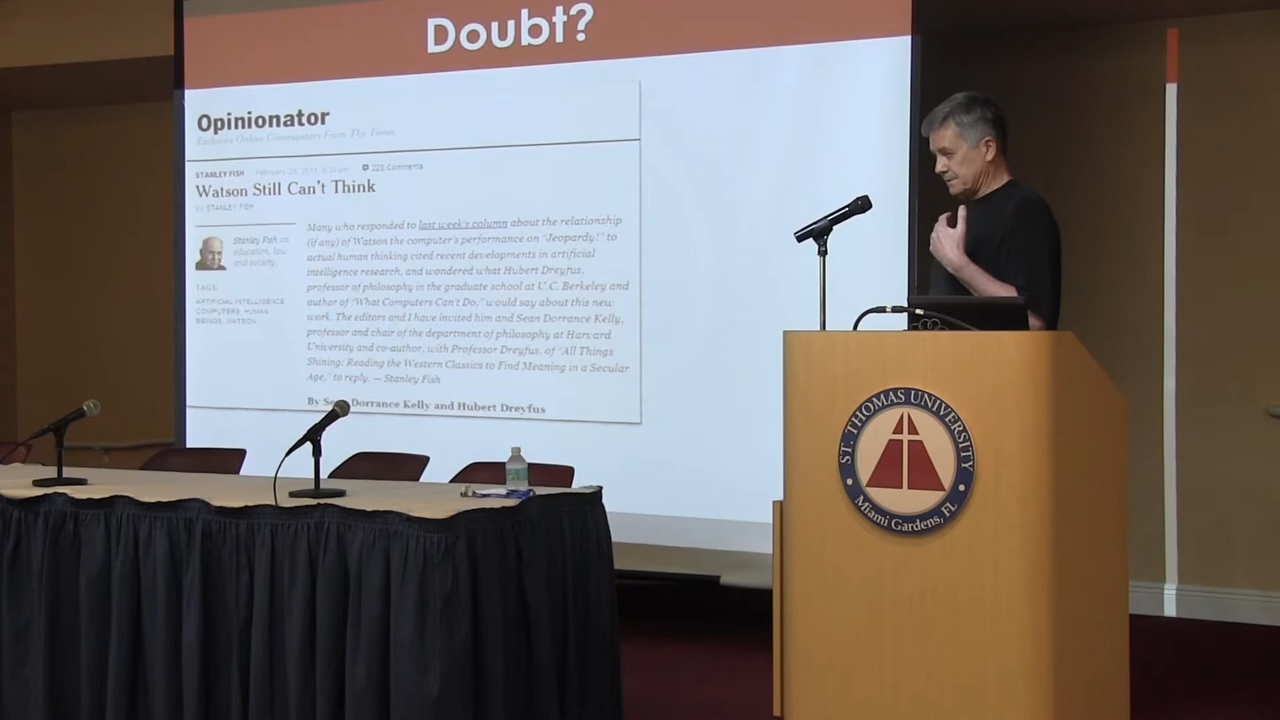 Doubt?
Opinionator
Exclusive Online Commentary From The Times
STANLEY FISH February 28, 2011, 9:30 pm 228 Comments
Watson Still Can't Think
By STANLEY FISH
Stanley Fish on
education, law
and society.
TAGS:
ARTIFICIAL INTELLIGENCE,
COMPUTERS, HUMAN
BEINGS, WATSON
Many who responded to last week's column about the relationship
(if any) of Watson the computer's performance on "Jeopardy!" to
actual human thinking cited recent developments in artificial
intelligence research, and wondered what Hubert Dreyfus,
professor of philosophy in the graduate school at U.C. Berkeley and
author of "What Computers Can't Do," would say about this new
work. The editors and I have invited him and Sean Dorrance Kelly,
professor and chair of the department of philosophy at Harvard
University and co-author, with Professor Dreyfus, of "All Things
Shining: Reading the Western Classics to Find Meaning in a Secular
Age," to reply. — Stanley Fish
By Sean Dorrance Kelly and Hubert Dreyfus
ST. THOMAS UNIVERSITY
Miami Gardens, FL